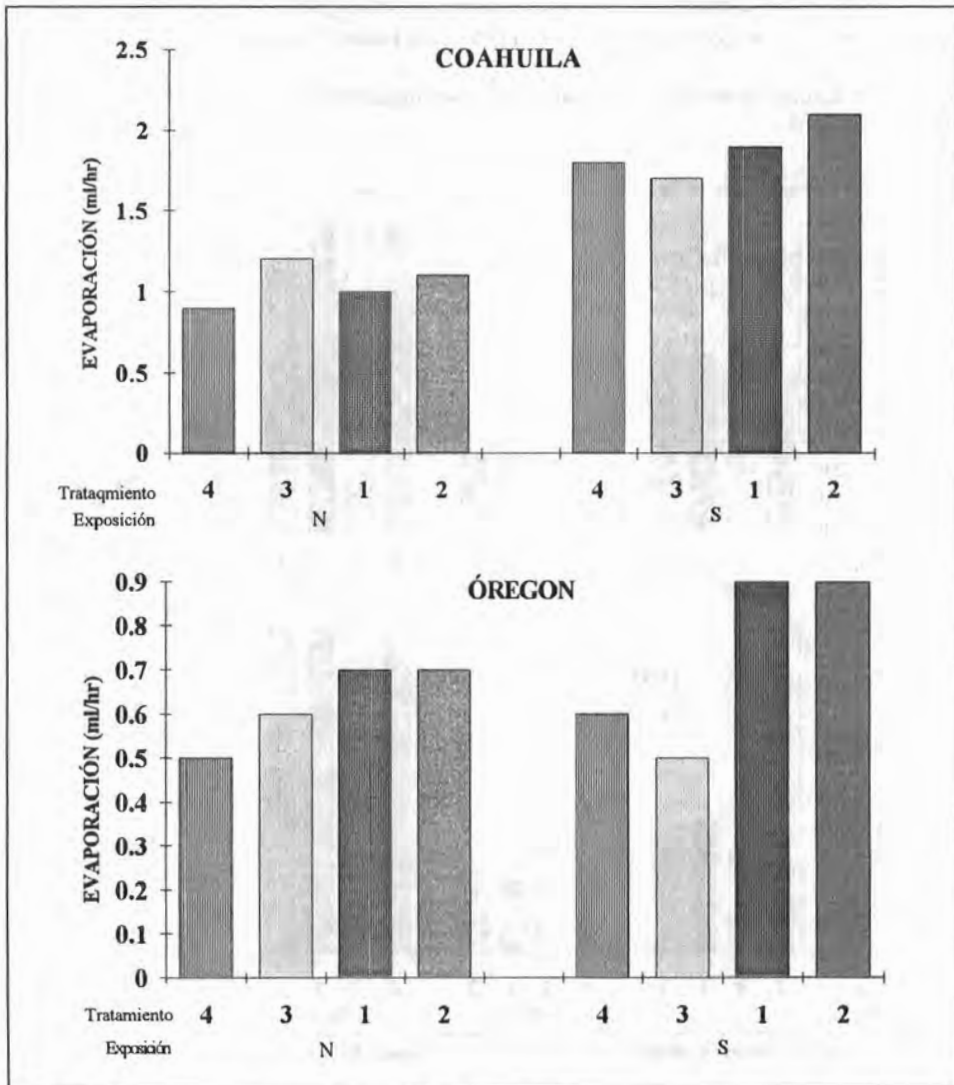 COAHUILA
EVAPORACIÓN (ml/hr)
2.5
2
1.5
1
0.5
0
Trataqmiento 4 3 1 2 4 3 1 2
Exposición N S
ÓREGON
EVAPORACIÓN (ml/hr)
0.9
0.8
0.7
0.6
0.5
0.4
0.3
0.2
0.1
0
Tratamiento 4 3 1 2 4 3 1 2
Exposición N S